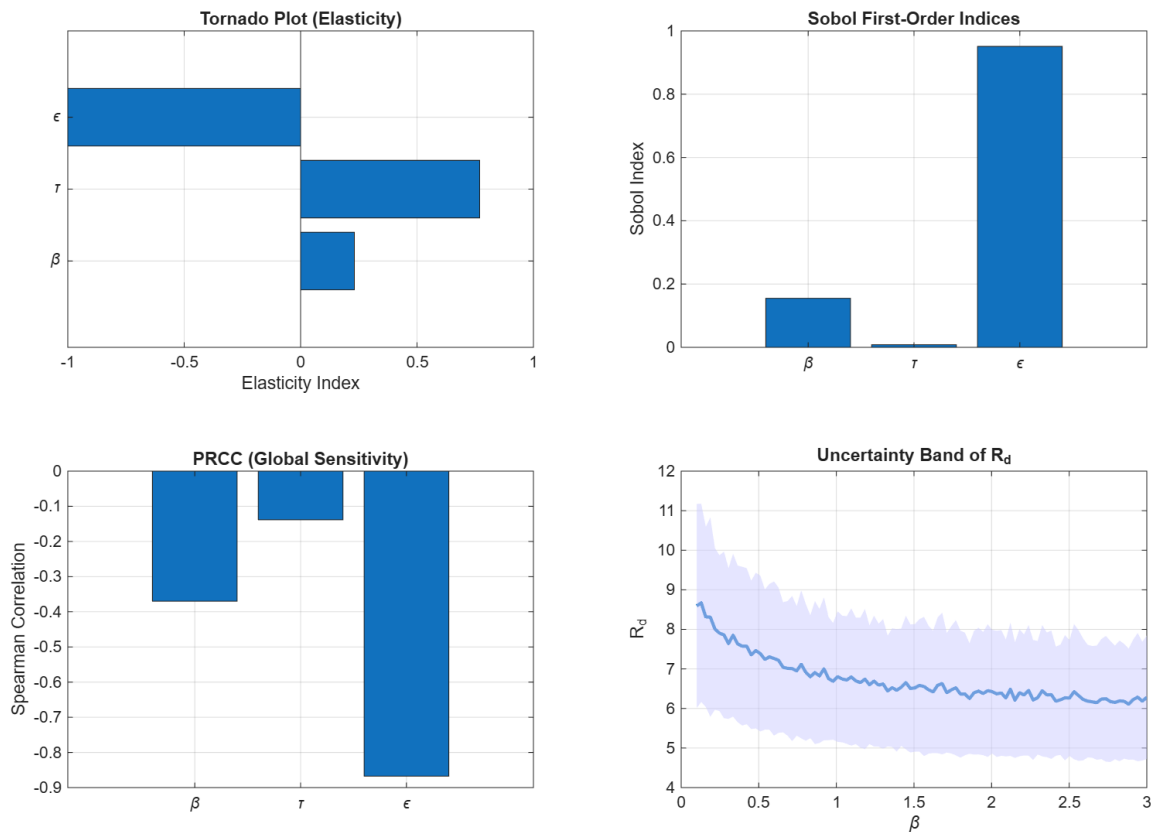 Tornado Plot (Elasticity)
ϵ
τ
β
-1 -0.5 0 0.5 1
Elasticity Index
Sobol First-Order Indices
Sobol Index
1
0.8
0.6
0.4
0.2
0
β τ ϵ
PRCC (Global Sensitivity)
Spearman Correlation
0
-0.1
-0.2
-0.3
-0.4
-0.5
-0.6
-0.7
-0.8
-0.9
β τ ϵ
Uncertainty Band of R_d
R_d
12
11
10
9
8
7
6
5
4
0 0.5 1 1.5 2 2.5 3
β